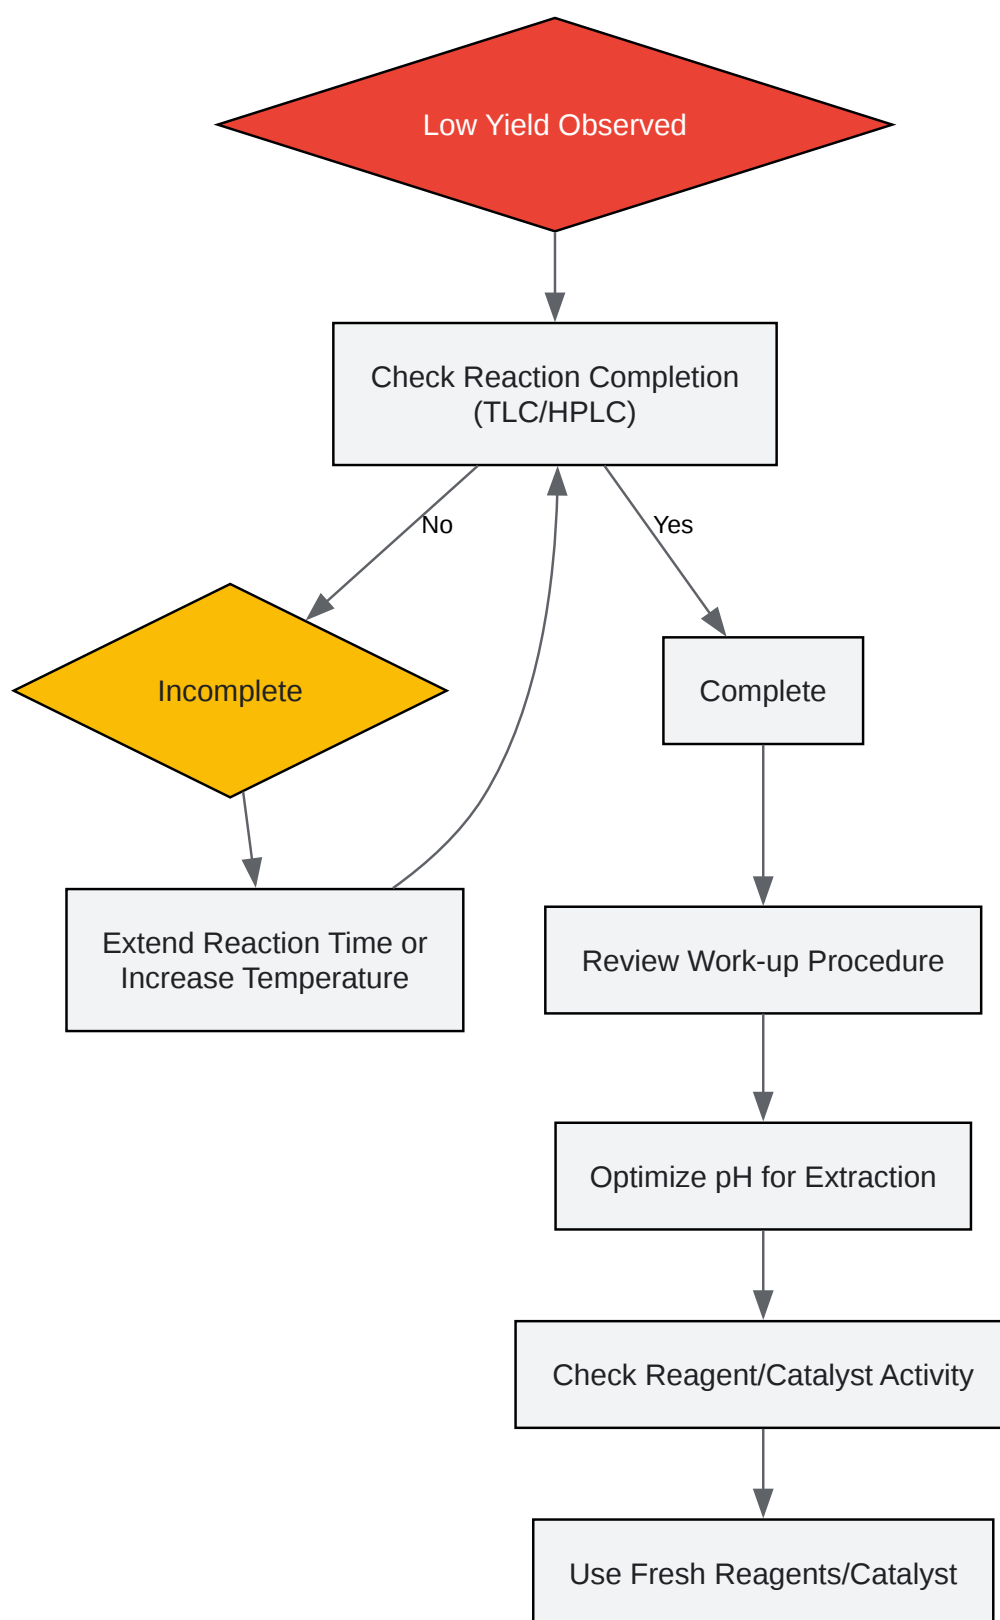 Low Yield Observed
Check Reaction Completion
(TLC/HPLC)
No
Yes
Incomplete
Complete
Extend Reaction Time or
Increase Temperature
Review Work-up Procedure
Optimize pH for Extraction
Check Reagent/Catalyst Activity
Use Fresh Reagents/Catalyst